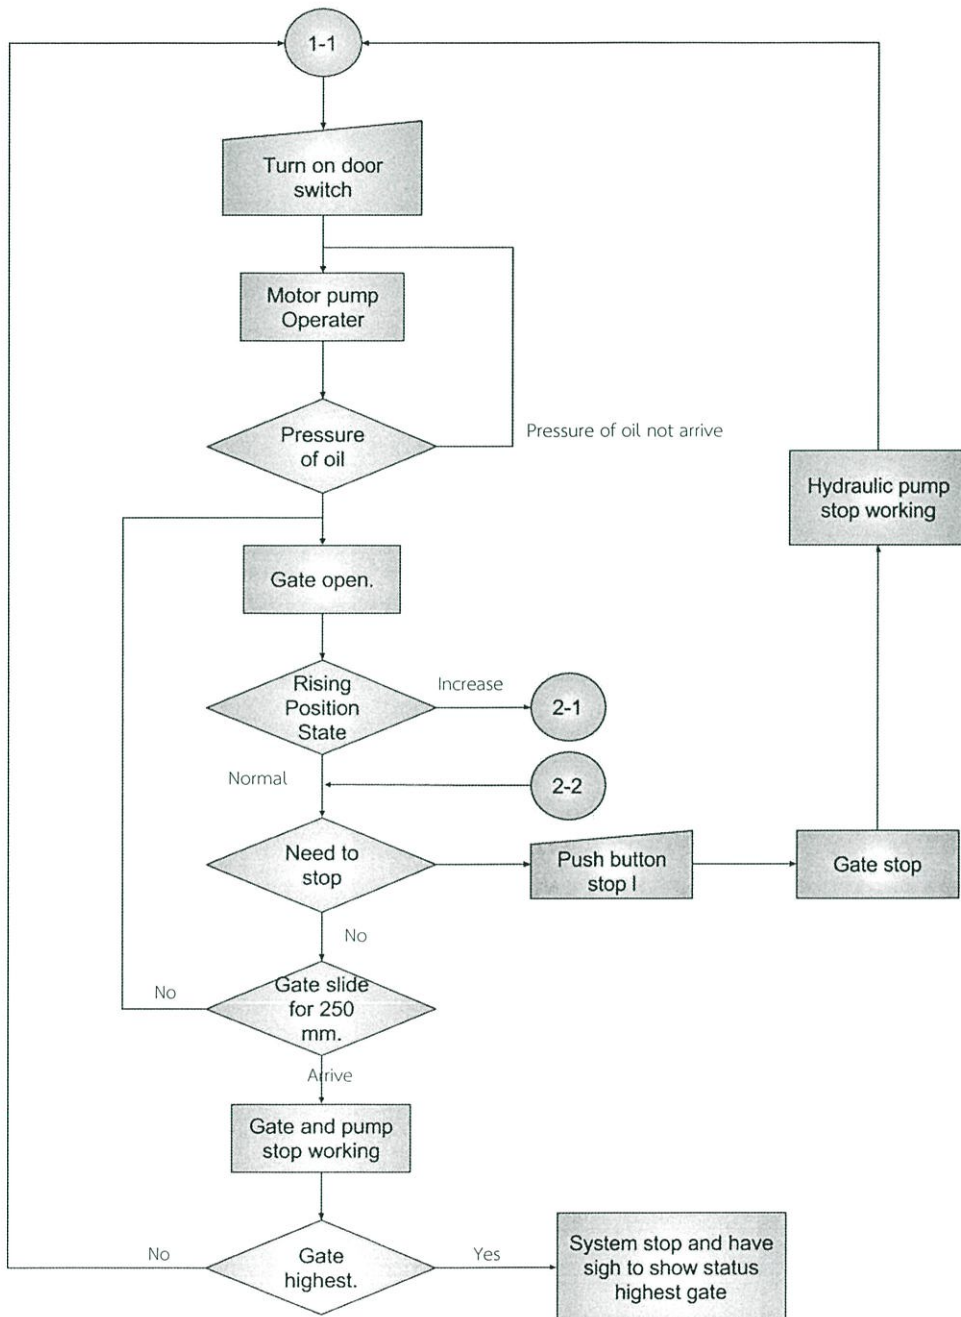 1-1
Turn on door
switch
Motor pump
Operater
Pressure
of oil
Pressure of oil not arrive
Hydraulic pump
stop working
Gate open.
Rising
Position
State
Increase
2-1
Normal
2-2
Need to
stop
Push button
stop l
Gate stop
No
Gate slide
for 250
mm.
No
Arrive
Gate and pump
stop working
No
Gate
highest.
Yes
System stop and have
sigh to show status
highest gate